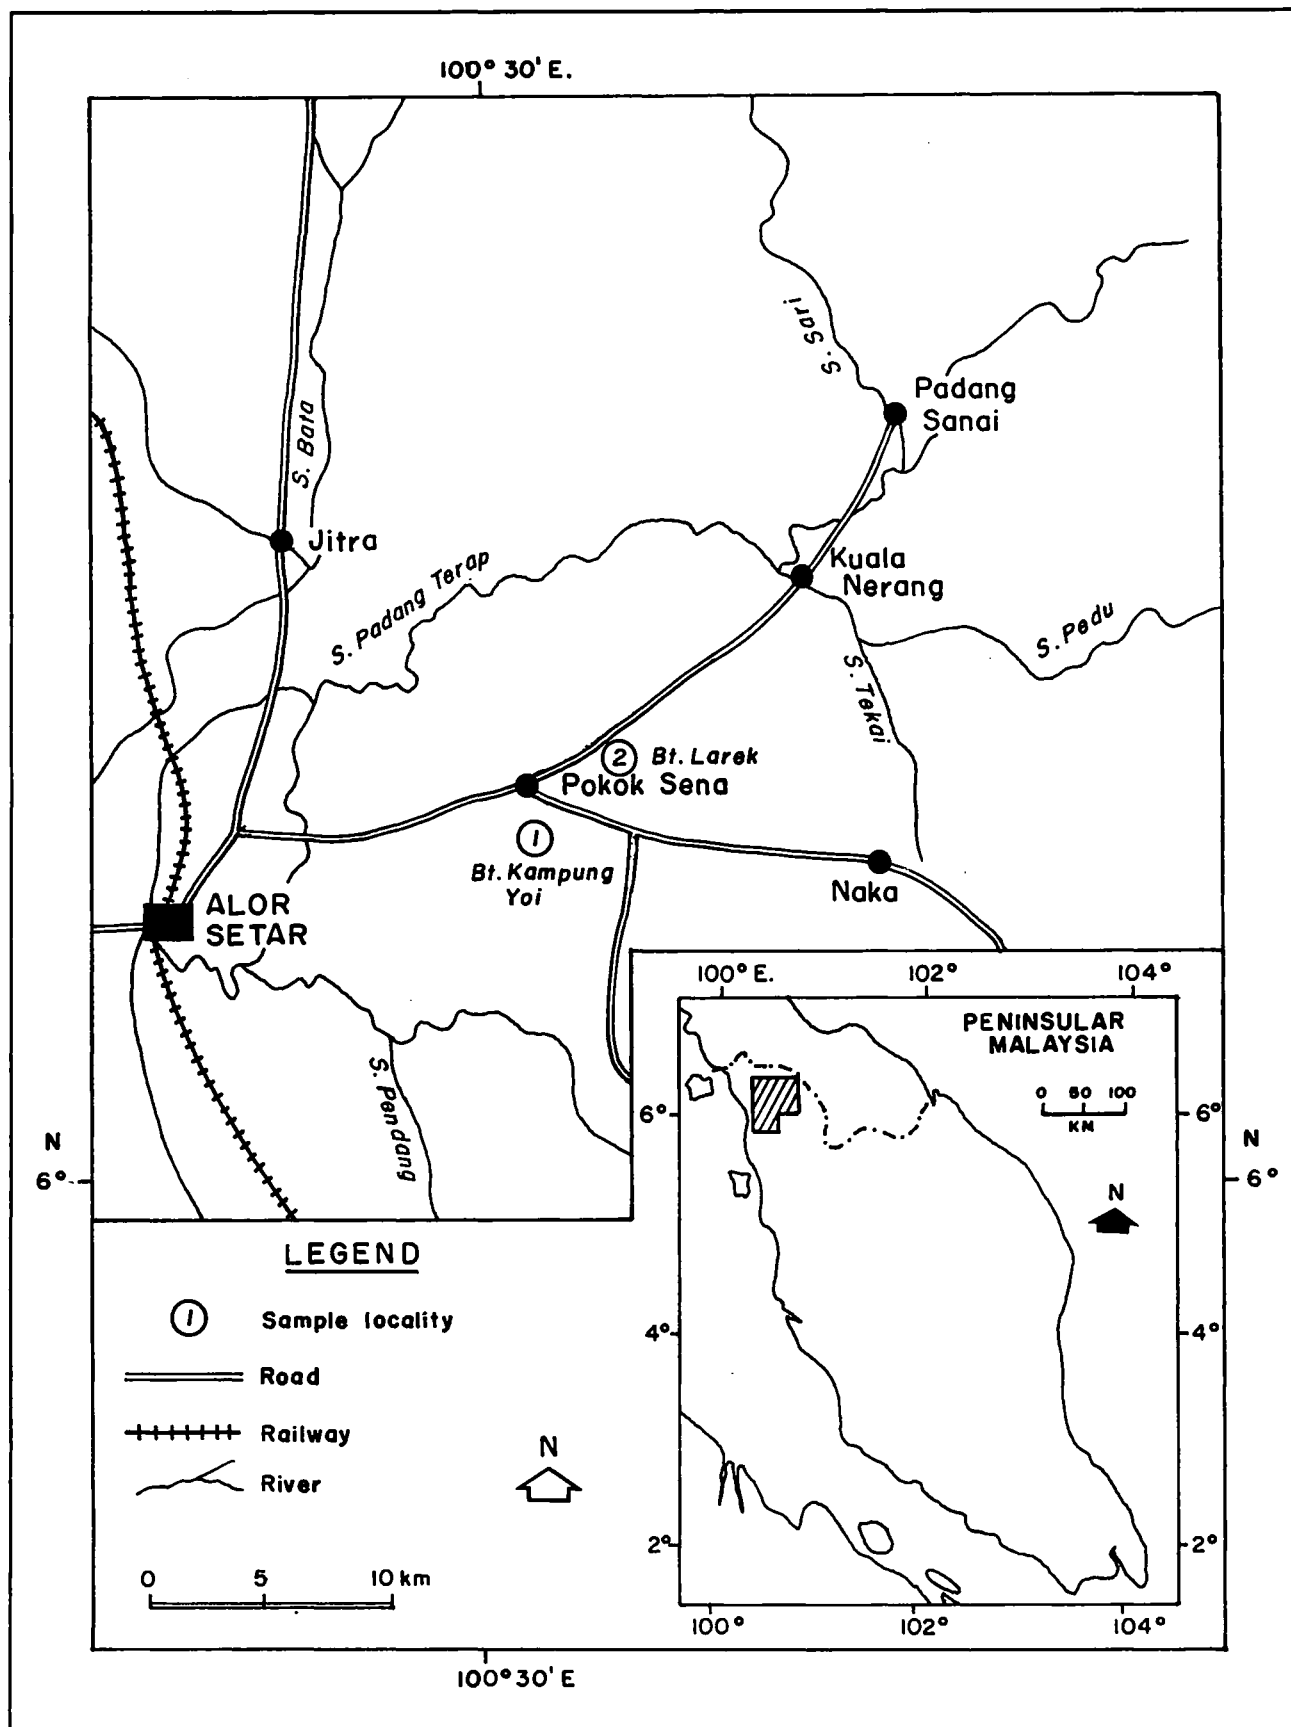 100° 30' E.
S. Sari
Padang
Sanai
S. Bata
Jitra
Kuala
Nerang
S. Padang Terap
S. Pedu
S. Tekai
2 Bt. Larek
Pokok Sena
1
Bt. Kampung
Yoi
Naka
ALOR
SETAR
S. Pendang
N
6°
N
6°
100° E. 102° 104°
PENINSULAR
MALAYSIA
0 50 100
KM
6° 6°
N
4° 4°
2° 2°
100° 102° 104°
LEGEND
1 Sample locality
Road
Railway
River
N
0 5 10 km
100° 30' E